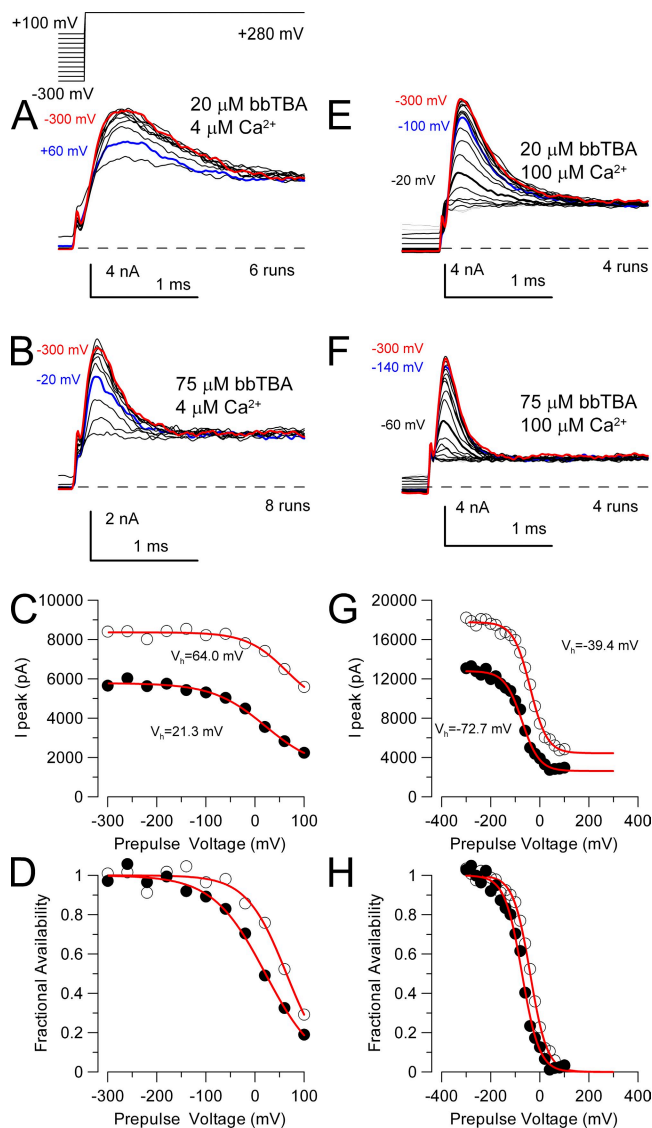 +100 mV
+280 mV
-300 mV
A
-300 mV
+60 mV
20 μM bbTBA
4 μM Ca²⁺
4 nA
1 ms
6 runs
B
-300 mV
-20 mV
75 μM bbTBA
4 μM Ca²⁺
8 runs
2 nA
1 ms
C
I peak (pA)
10000
8000
6000
4000
2000
0
Vₕ=64.0 mV
Vₕ=21.3 mV
-300 -200 -100 0 100
Prepulse Voltage (mV)
D
Fractional Availability
1
0.8
0.6
0.4
0.2
0
-300 -200 -100 0 100
Prepulse Voltage (mV)
E
-300 mV
-100 mV
-20 mV
20 μM bbTBA
100 μM Ca²⁺
4 nA
1 ms
4 runs
F
-300 mV
-140 mV
-60 mV
75 μM bbTBA
100 μM Ca²⁺
4 nA
1 ms
4 runs
G
I peak (pA)
20000
16000
12000
8000
4000
0
Vₕ=-39.4 mV
Vₕ=-72.7 mV
-400 -200 0 200 400
Prepulse Voltage (mV)
H
Fractional Availability
1
0.8
0.6
0.4
0.2
0
-400 -200 0 200 400
Prepulse Voltage (mV)